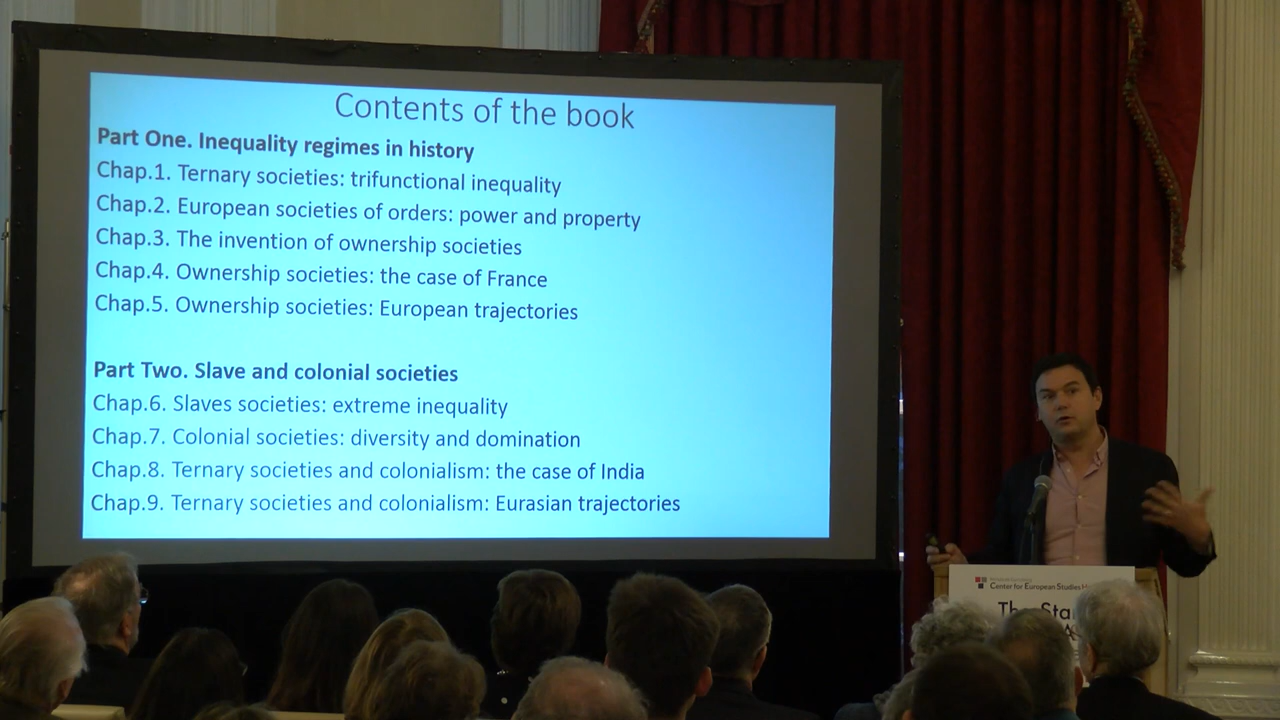 Contents of the book
Part One. Inequality regimes in history
Chap.1. Ternary societies: trifunctional inequality
Chap.2. European societies of orders: power and property
Chap.3. The invention of ownership societies
Chap.4. Ownership societies: the case of France
Chap.5. Ownership societies: European trajectories
Part Two. Slave and colonial societies
Chap.6. Slaves societies: extreme inequality
Chap.7. Colonial societies: diversity and domination
Chap.8. Ternary societies and colonialism: the case of India
Chap.9. Ternary societies and colonialism: Eurasian trajectories
Center for European Studies